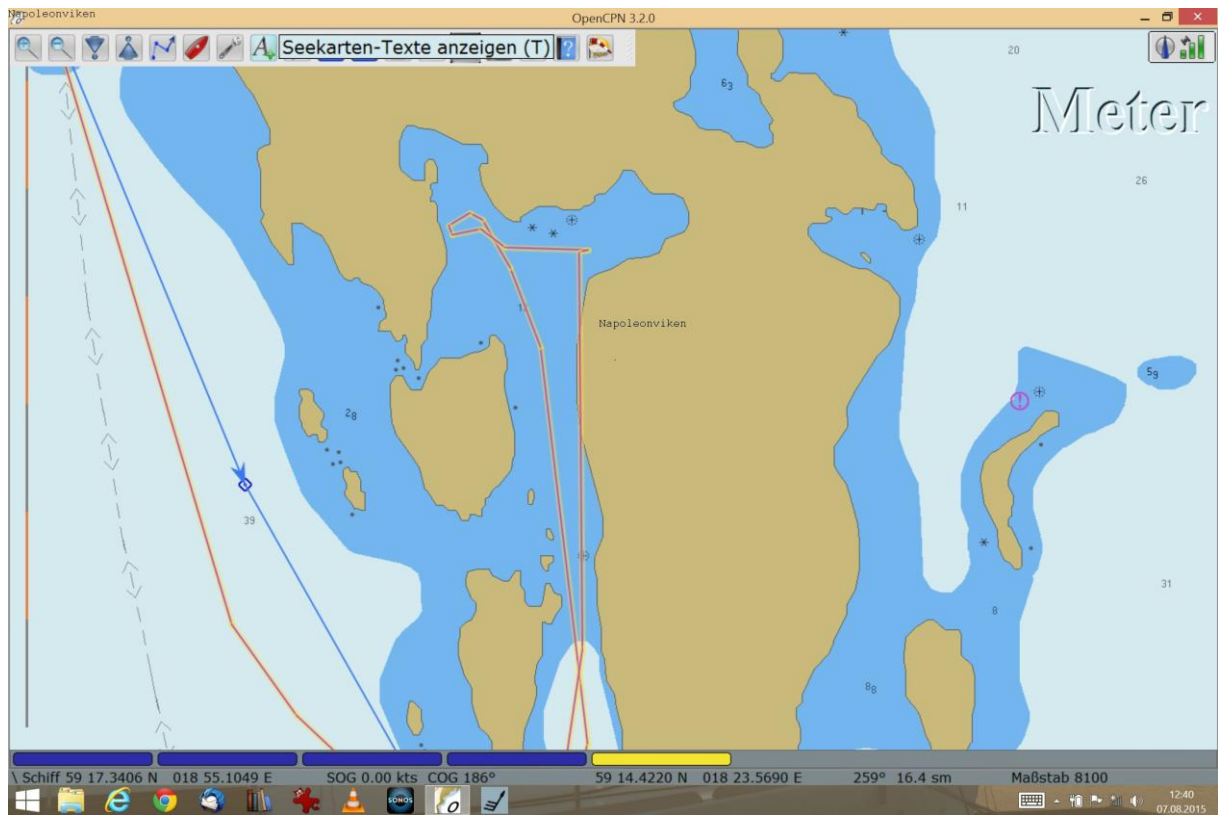 Napoleonviken
OpenCPN 3.2.0
Seekarten-Texte anzeigen (T)
Meter
20
6₃
26
11
Napoleonviken
5₉
2₈
39
31
8
8₈
\ Schiff 59 17.3406 N 018 55.1049 E SOG 0.00 kts COG 186° 59 14.4220 N 018 23.5690 E 259° 16.4 sm Maßstab 8100
SONOS
12:40
07.08.2015